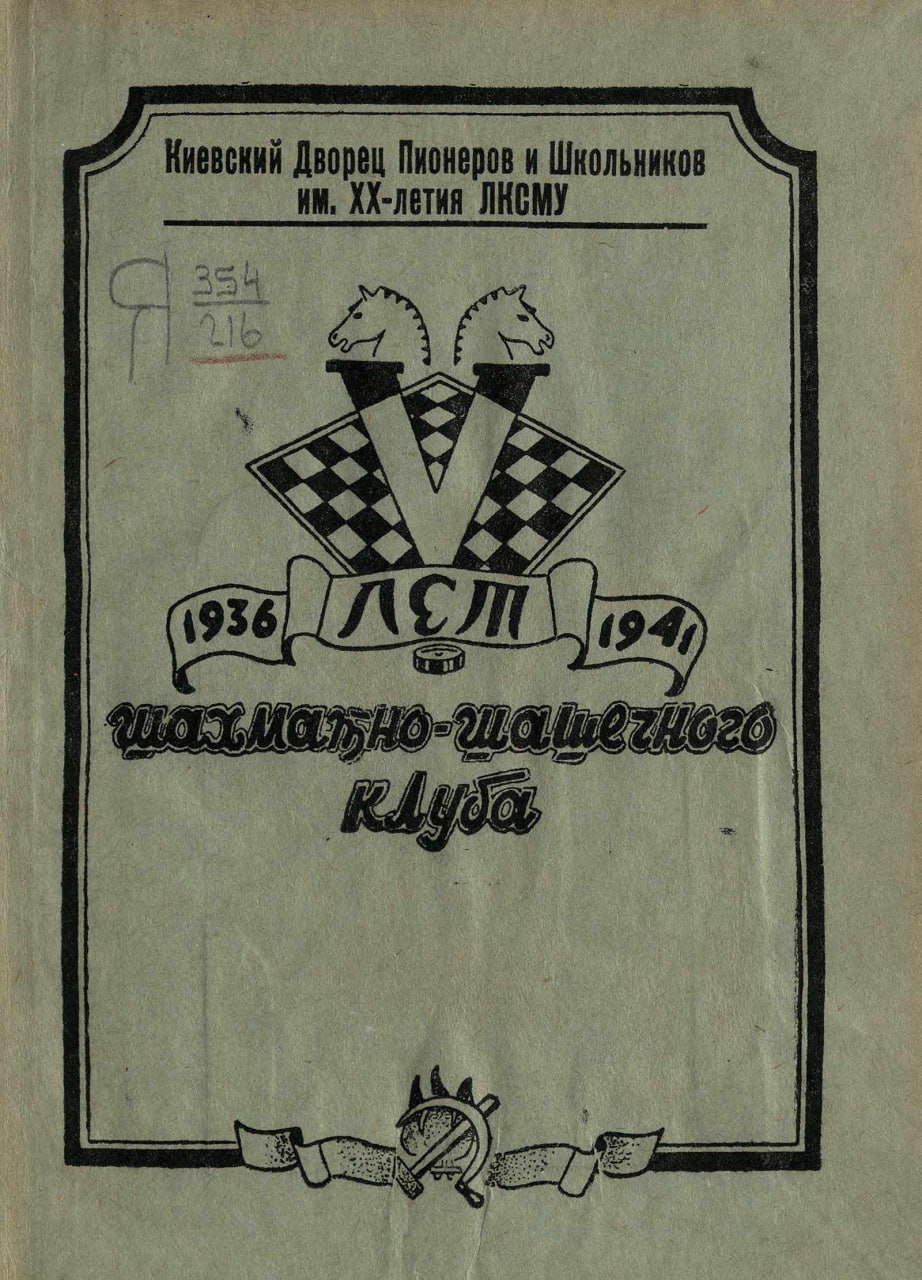 Киевский Дворец Пионеров и Школьников
им. XX-летия ЛКСМУ
354
216
V
1936 ЛЕТ 1941
шахматно-шашечного
клуба